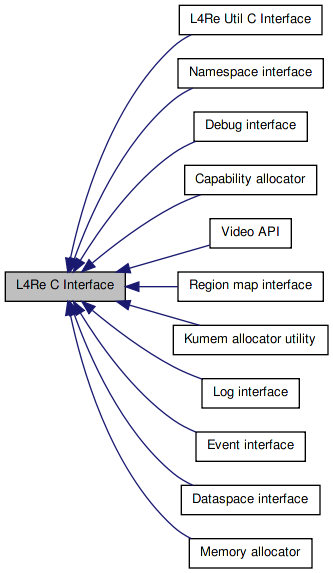 L4Re Util C Interface
Namespace interface
Debug interface
Capability allocator
Video API
L4Re C Interface
Region map interface
Kumem allocator utility
Log interface
Event interface
Dataspace interface
Memory allocator